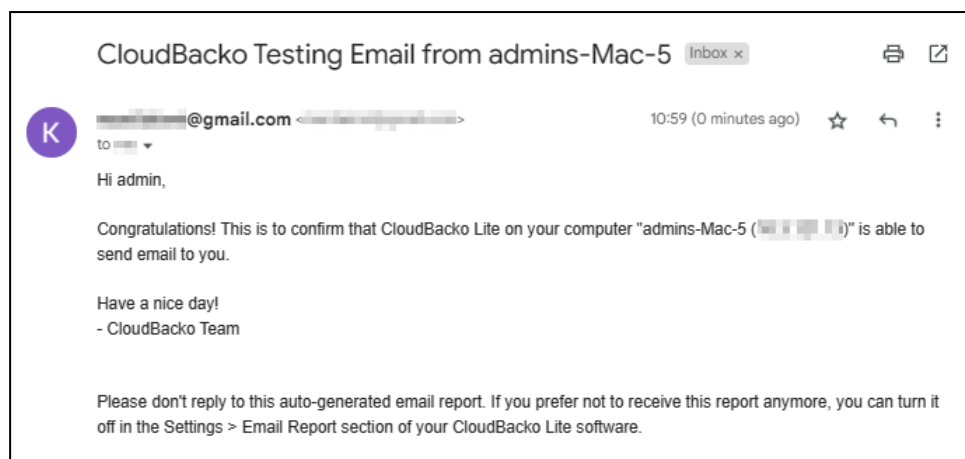 CloudBacko Testing Email from admins-Mac-5 Inbox ×
K
@gmail.com < > 10:59 (0 minutes ago)
to
Hi admin,
Congratulations! This is to confirm that CloudBacko Lite on your computer "admins-Mac-5 ( )" is able to
send email to you.
Have a nice day!
- CloudBacko Team
Please don't reply to this auto-generated email report. If you prefer not to receive this report anymore, you can turn it
off in the Settings > Email Report section of your CloudBacko Lite software.